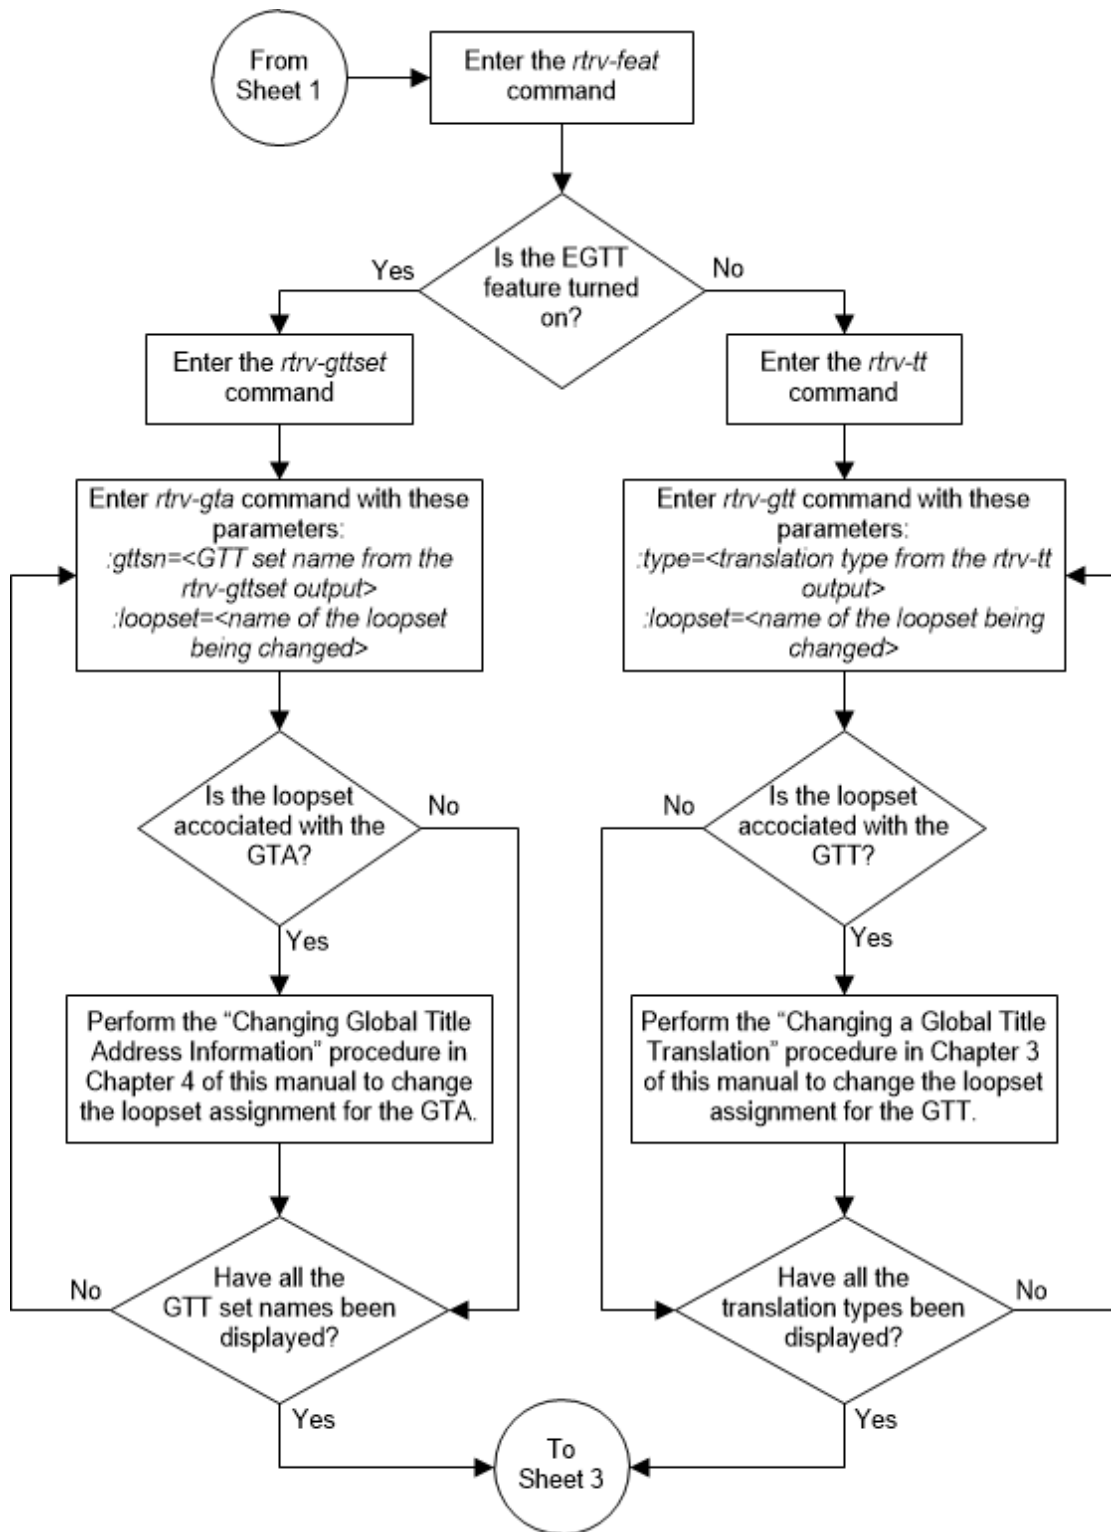 From
Sheet 1
Enter the rtrv-feat
command
Is the EGTT
feature turned
on?
Yes
No
Enter the rtrv-gttset
command
Enter the rtrv-tt
command
Enter rtrv-gta command with these
parameters:
:gttsn=<GTT set name from the
rtrv-gttset output>
:loopset=<name of the loopset
being changed>
Enter rtrv-gtt command with these
parameters:
:type=<translation type from the rtrv-tt
output>
:loopset=<name of the loopset being
changed>
Is the loopset
accociated with the
GTA?
No
Yes
No
Is the loopset
accociated with the
GTT?
Yes
Perform the “Changing Global Title
Address Information” procedure in
Chapter 4 of this manual to change
the loopset assignment for the GTA.
Perform the “Changing a Global Title
Translation” procedure in Chapter 3
of this manual to change the loopset
assignment for the GTT.
No
Have all the
GTT set names been
displayed?
Yes
Have all the
translation types been
displayed?
No
Yes
To
Sheet 3